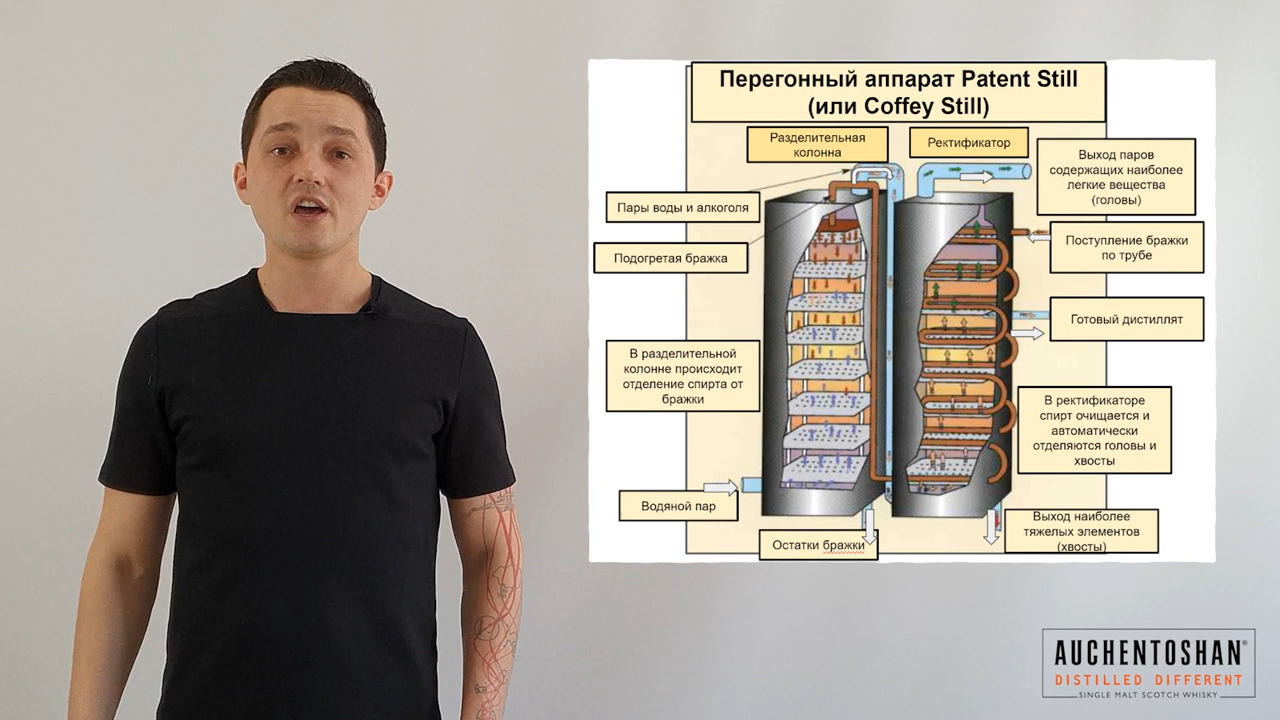 Перегонный аппарат Patent Still
(или Coffey Still)
Разделительная
колонна
Ректификатор
Выход паров
содержащих наиболее
легкие вещества
(головы)
Пары воды и алкоголя
Поступление бражки
по трубе
Подогретая бражка
Готовый дистиллят
В разделительной
колонне происходит
отделение спирта от
бражки
В ректификаторе
спирт очищается и
автоматически
отделяются головы и
хвосты
Водяной пар
Остатки бражки
Выход наиболее
тяжелых элементов
(хвосты)
AUCHENTOSHAN®
DISTILLED DIFFERENT
SINGLE MALT SCOTCH WHISKY